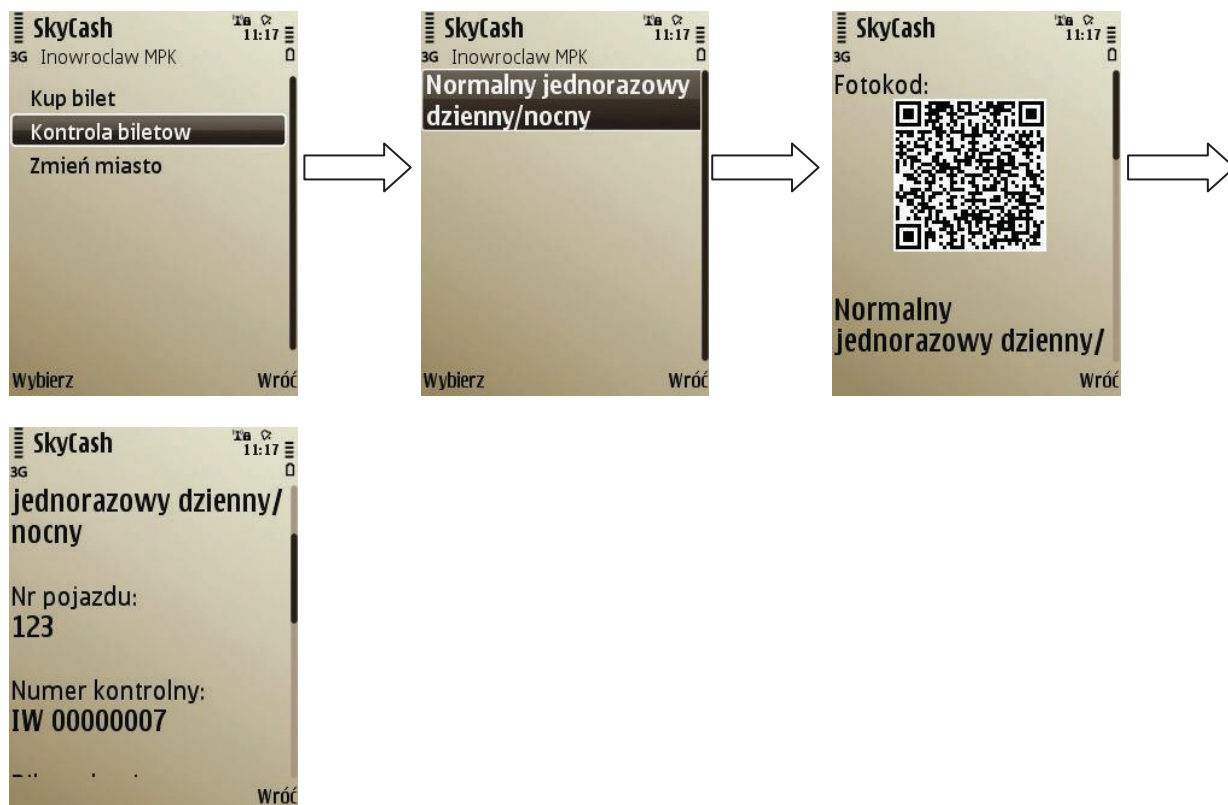 SkyCash
11:17
3G Inowroclaw MPK
Kup bilet
Kontrola biletow
Zmień miasto
Wybierz Wróć
SkyCash
11:17
3G Inowroclaw MPK
Normalny jednorazowy
dzienny/nocny
Wybierz Wróć
SkyCash
11:17
3G
Fotokod:
Normalny
jednorazowy dzienny/
Wróć
SkyCash
11:17
3G
jednorazowy dzienny/
nocny
Nr pojazdu:
123
Numer kontrolny:
IW 00000007
Wróć